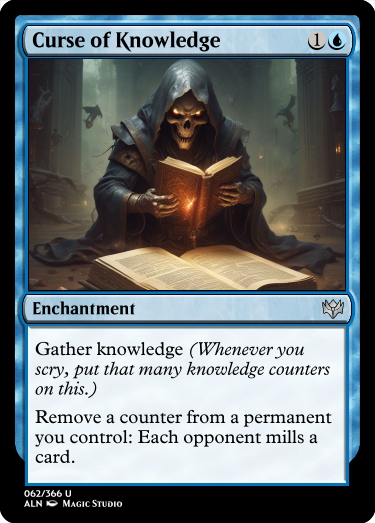 Curse of Knowledge 1
Enchantment
Gather knowledge (Whenever you
scry, put that many knowledge counters
on this.)
Remove a counter from a permanent
you control: Each opponent mills a
card.
062/366 U
ALN Magic Studio